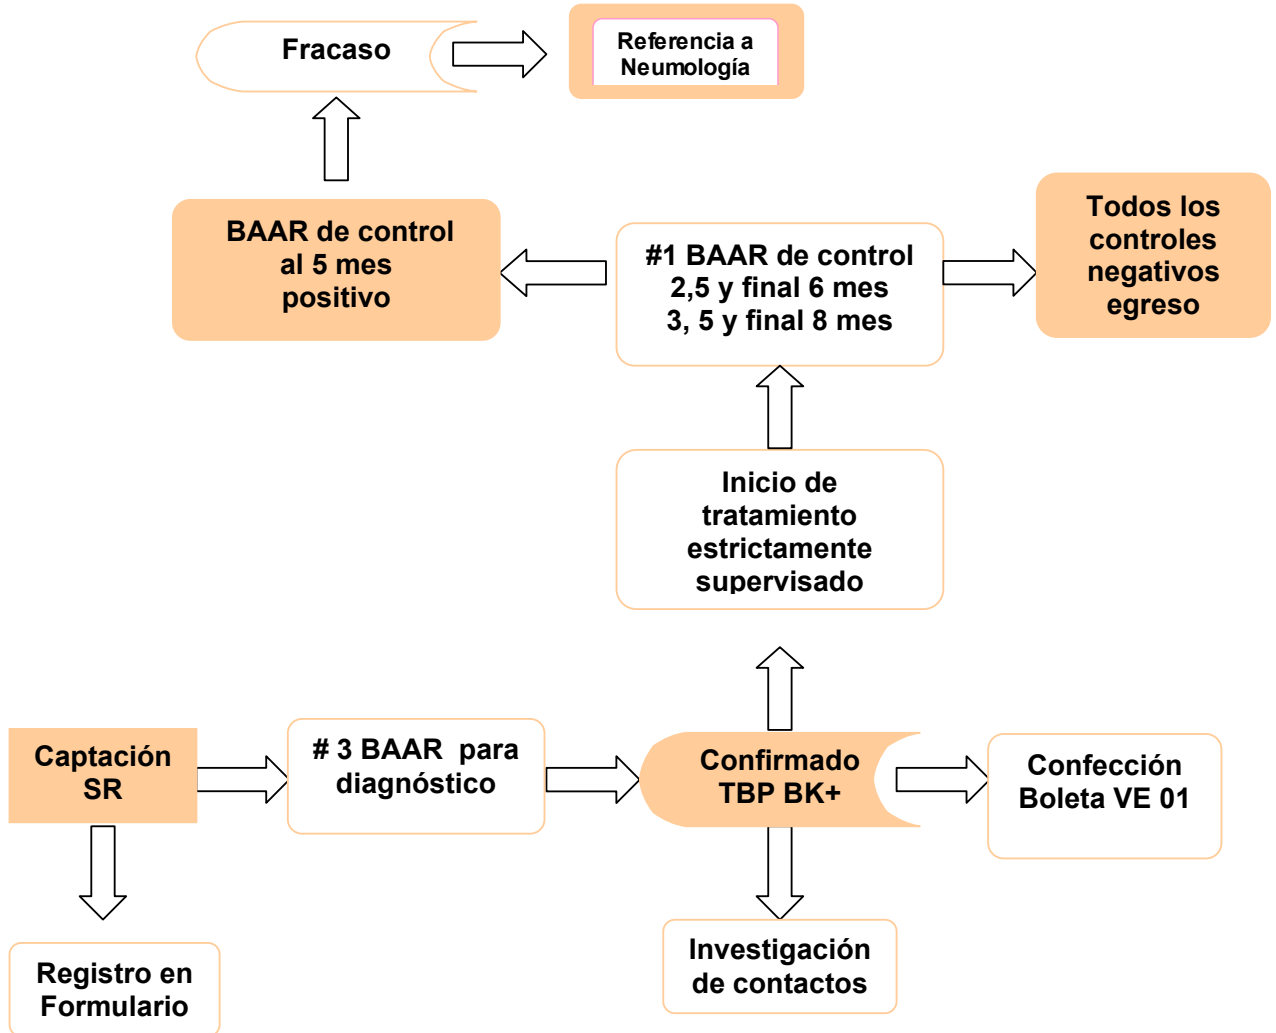 Fracaso
Referencia a
Neumología
BAAR de control
al 5 mes
positivo
#1 BAAR de control
2,5 y final 6 mes
3, 5 y final 8 mes
Todos los
controles
negativos
egreso
Inicio de
tratamiento
estrictamente
supervisado
Captación
SR
# 3 BAAR para
diagnóstico
Confirmado
TBP BK+
Confección
Boleta VE 01
Registro en
Formulario
Investigación
de contactos